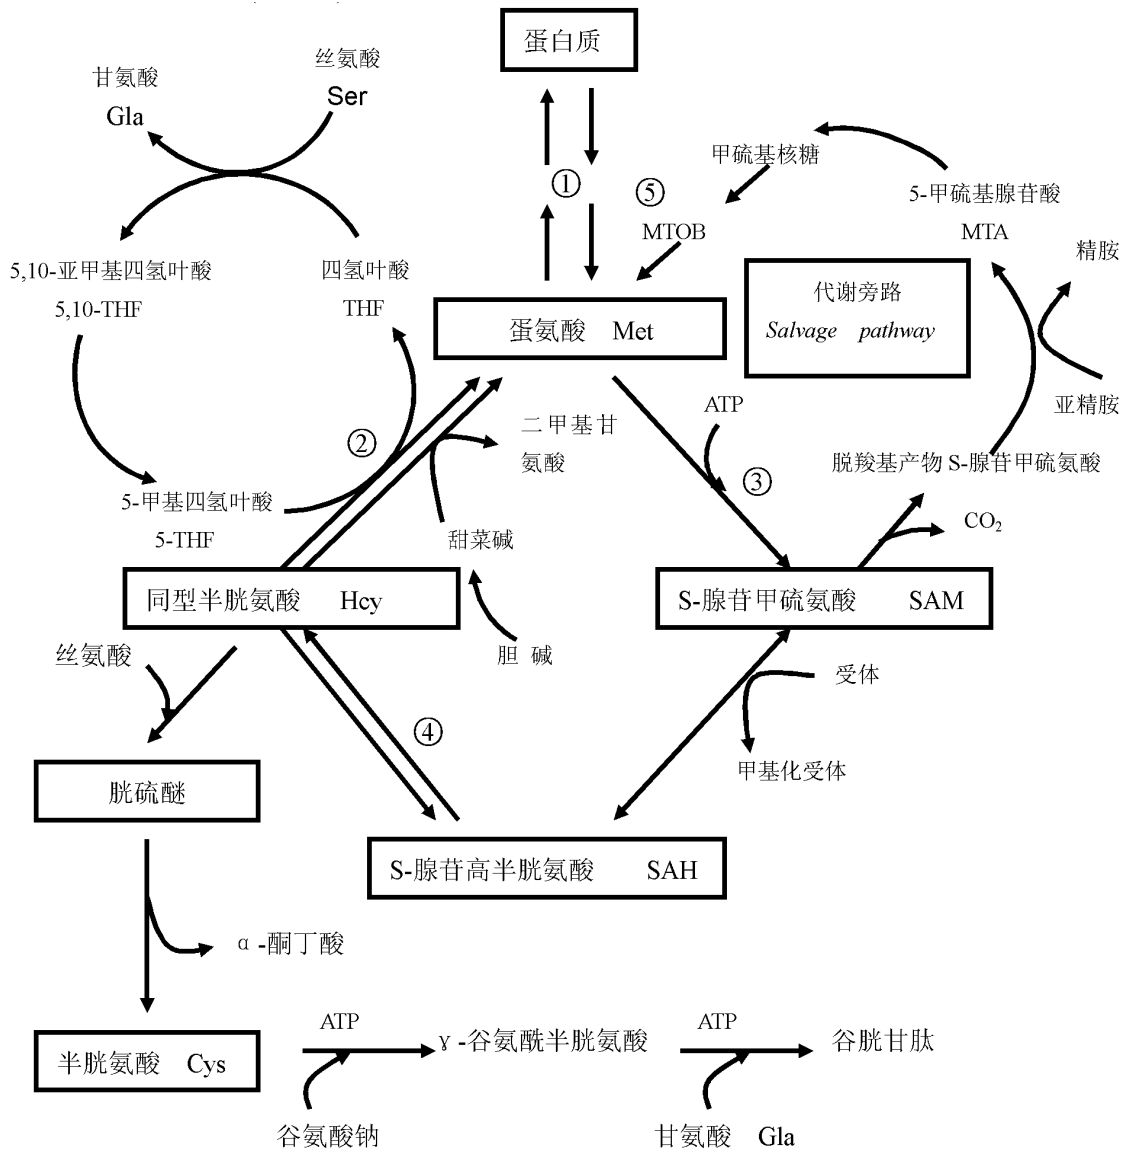 蛋白质
丝氨酸
Ser
甘氨酸
Gla
甲硫基核糖
①
⑤
5-甲硫基腺苷酸
MTA
MTOB
精胺
5,10-亚甲基四氢叶酸
5,10-THF
四氢叶酸
THF
代谢旁路
Salvage pathway
蛋氨酸 Met
ATP
亚精胺
②
二甲基甘
氨酸
脱羧基产物 S-腺苷甲硫氨酸
③
5-甲基四氢叶酸
5-THF
CO₂
甜菜碱
同型半胱氨酸 Hcy
S-腺苷甲硫氨酸 SAM
丝氨酸
胆 碱
受体
④
甲基化受体
胱硫醚
S-腺苷高半胱氨酸 SAH
α-酮丁酸
ATP
ATP
半胱氨酸 Cys
γ-谷氨酰半胱氨酸
谷胱甘肽
谷氨酸钠
甘氨酸 Gla